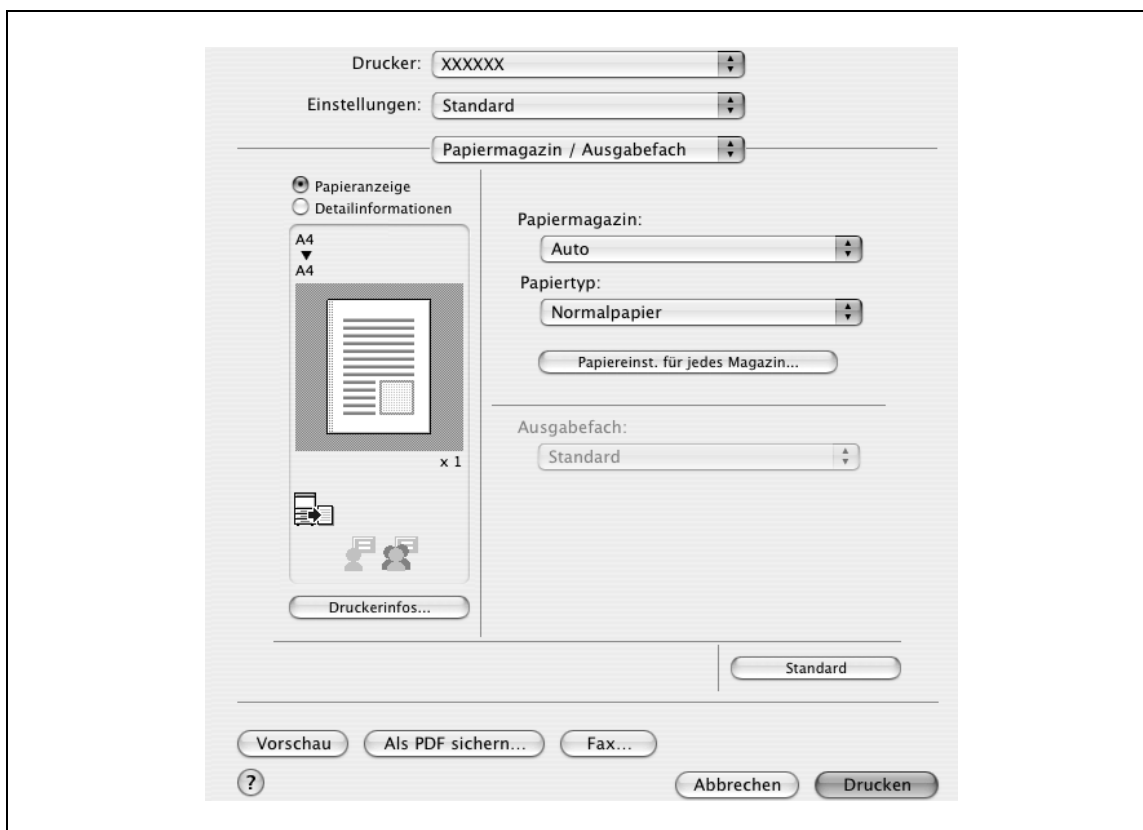 Drucker: XXXXXX
Einstellungen: Standard
Papiermagazin / Ausgabefach
Papieranzeige
Detailinformationen
A4
A4
x 1
Druckerinfos...
Papiermagazin:
Auto
Papiertyp:
Normalpapier
Papiereinst. für jedes Magazin...
Ausgabefach:
Standard
Standard
Vorschau Als PDF sichern... Fax...
? Abbrechen Drucken